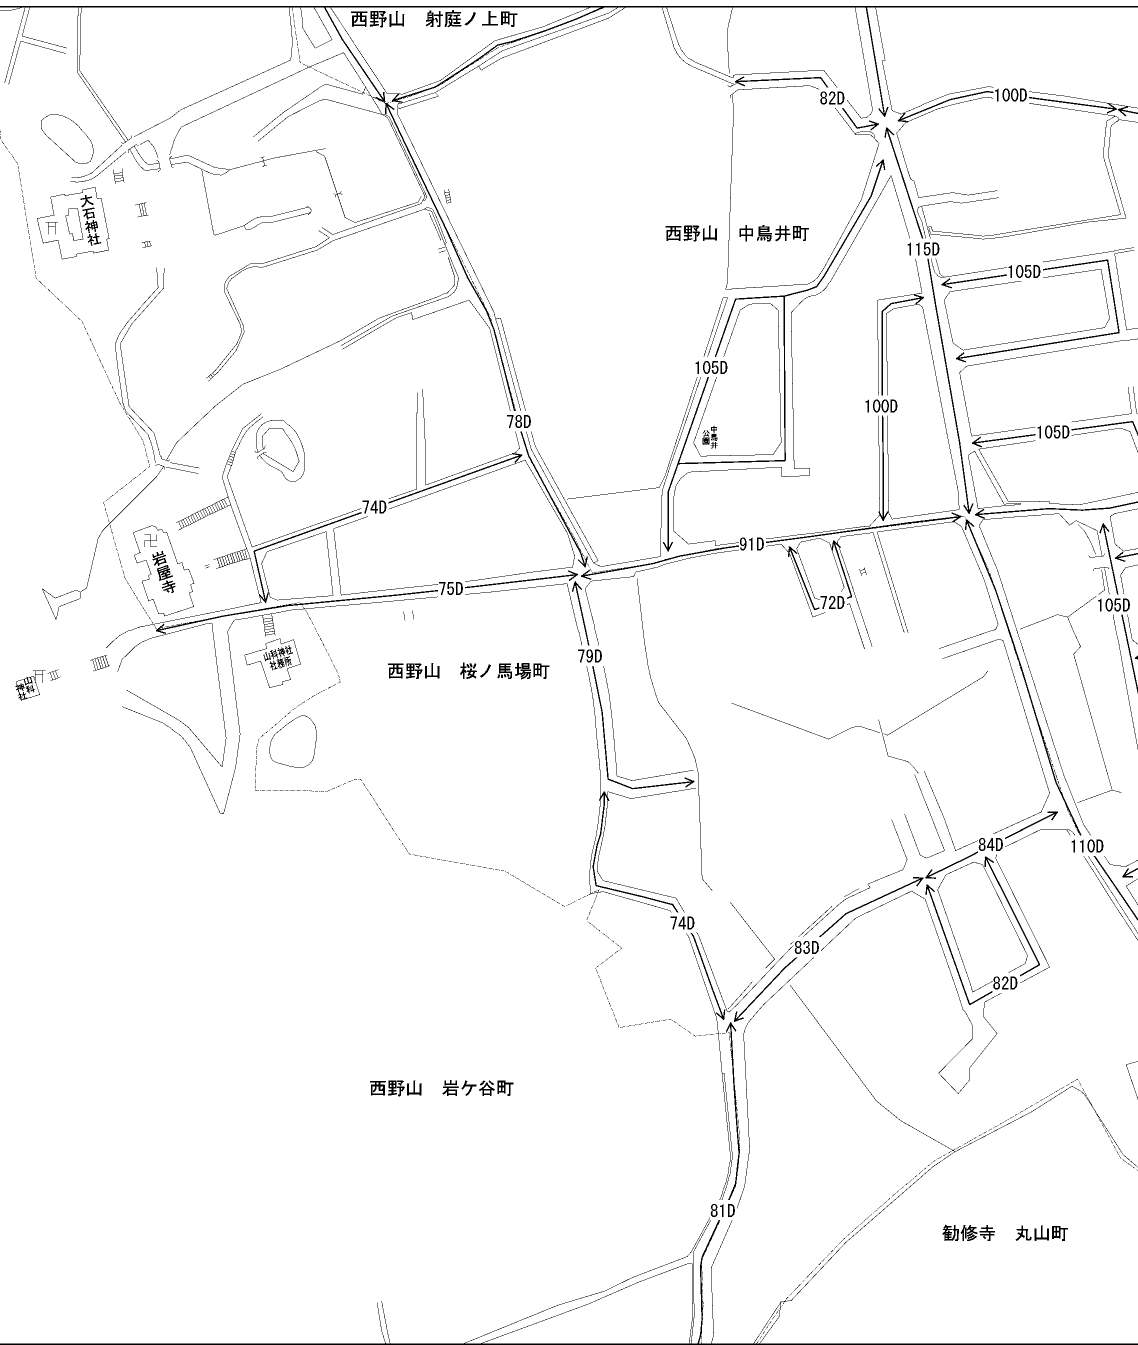 西野山　射庭ノ上町
82D
100D
大石神社
西野山　中鳥井町
115D
105D
105D
100D
78D
中鳥井
公園
105D
74D
91D
岩屋寺
75D
72D
105D
山科神社
社務所
79D
西野山　桜ノ馬場町
山科
神社
84D
110D
74D
83D
82D
西野山　岩ケ谷町
81D
勧修寺　丸山町